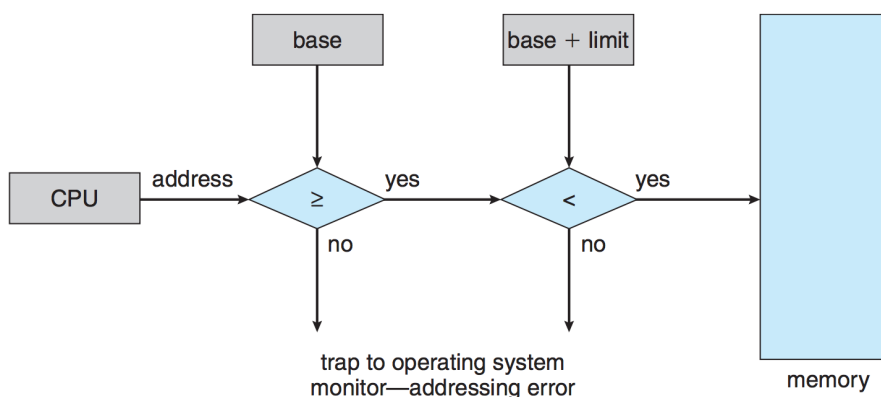 base
base + limit
CPU
address
≥
yes
<
yes
no
no
trap to operating system
monitor—addressing error
memory